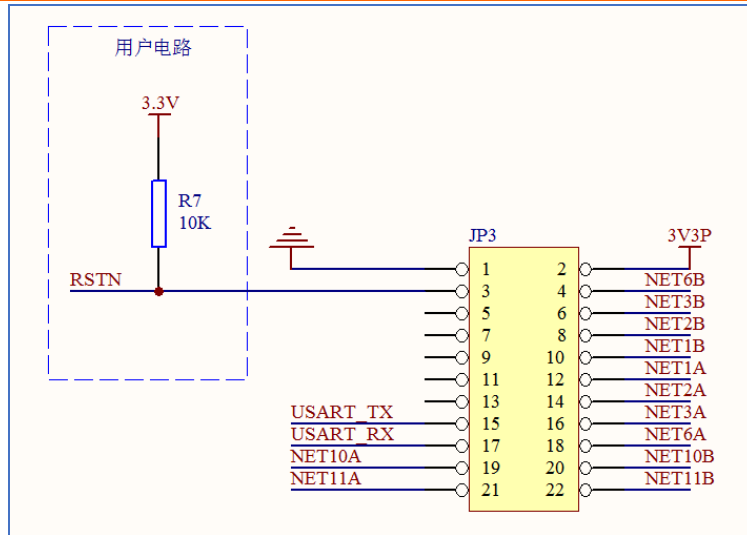 用户电路
3.3V
R7
10K
RSTN
JP3
3V3P
1 2
3 4 NET6B
5 6 NET3B
7 8 NET2B
9 10 NET1B
11 12 NET1A
13 14 NET2A
USART_TX 15 16 NET3A
USART_RX 17 18 NET6A
NET10A 19 20 NET10B
NET11A 21 22 NET11B